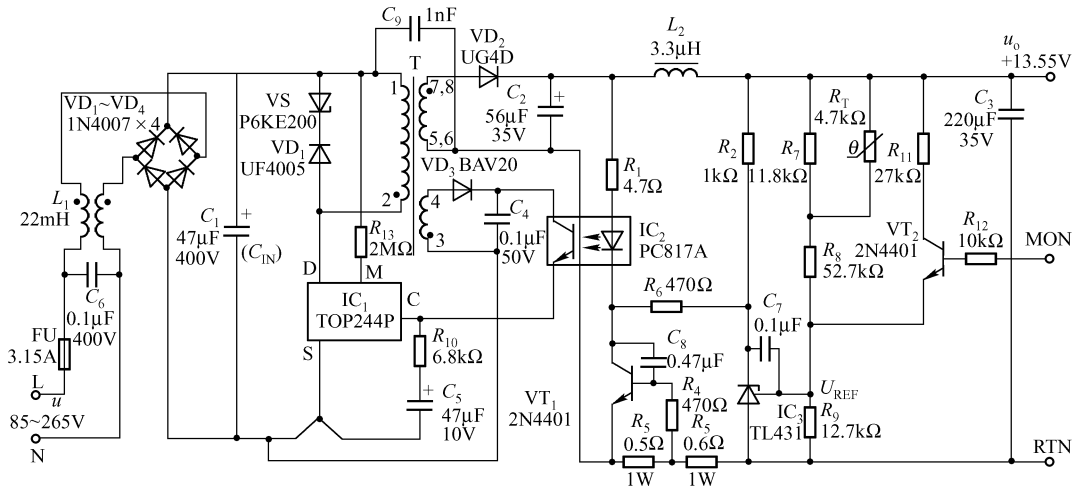 C9 1nF
T
VD2
UG4D
L2
3.3μH
uo
+13.55V
VD1~VD4
1N4007×4
VS
P6KE200
VD1
UF4005
1
2
7,8
5,6
C2
56μF
35V
+
RT
4.7kΩ
θ
C3
220μF
35V
R1
4.7Ω
R2
1kΩ
R7
11.8kΩ
R11
27kΩ
VD3 BAV20
4
3
C4
0.1μF
50V
L1
22mH
C1
47μF
400V
+
(CIN)
R13
2MΩ
IC2
PC817A
VT2
2N4401
R12
10kΩ
MON
R8
52.7kΩ
D
M
C
S
IC1
TOP244P
R6 470Ω
C7
0.1μF
C6
0.1μF
400V
FU
3.15A
L
u
85~265V
N
R10
6.8kΩ
+
C5
47μF
10V
C8
0.47μF
VT1
2N4401
R4
470Ω
R5
0.5Ω
1W
R5
0.6Ω
1W
IC3
TL431
UREF
R9
12.7kΩ
RTN